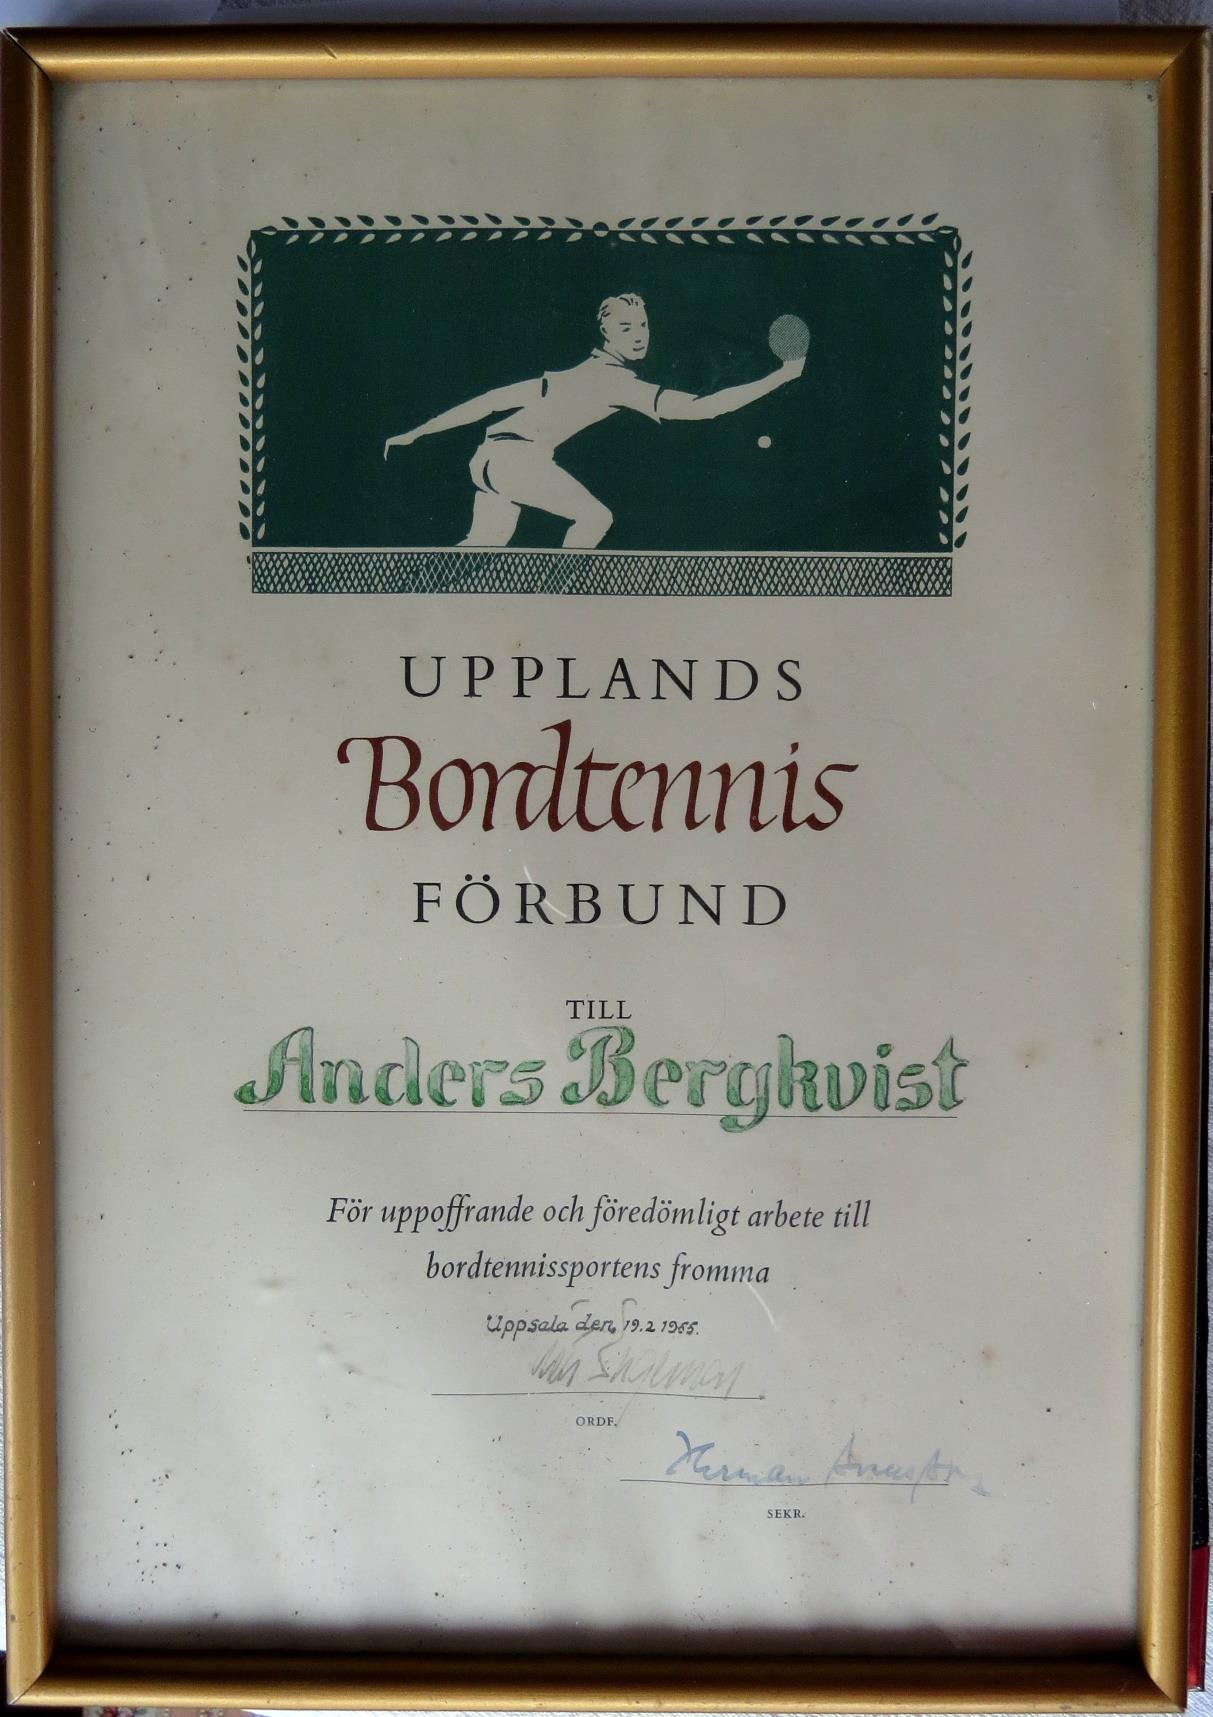 UPPLANDS
Bordtennis
FÖRBUND
TILL
Anders Bergkvist
För uppoffrande och föredömligt arbete till
bordtennissportens fromma
Uppsala den 19.2 1955.
ORDF.
Herman
SEKR.